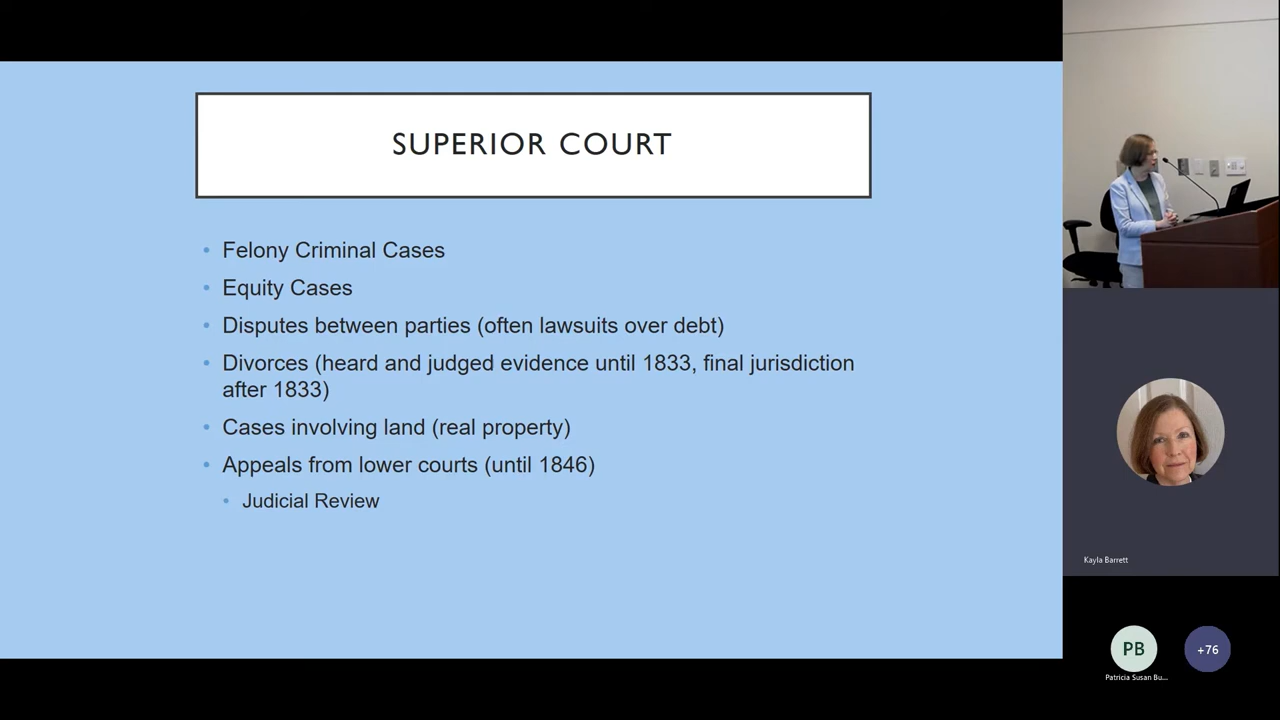 SUPERIOR COURT
• Felony Criminal Cases
• Equity Cases
• Disputes between parties (often lawsuits over debt)
• Divorces (heard and judged evidence until 1833, final jurisdiction
after 1833)
• Cases involving land (real property)
• Appeals from lower courts (until 1846)
• Judicial Review
Kayla Barrett
PB
+76
Patricia Susan Bu...